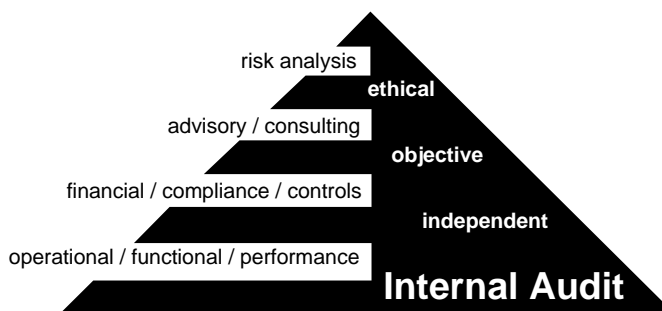 risk analysis
ethical
advisory / consulting
objective
financial / compliance / controls
independent
operational / functional / performance
Internal Audit